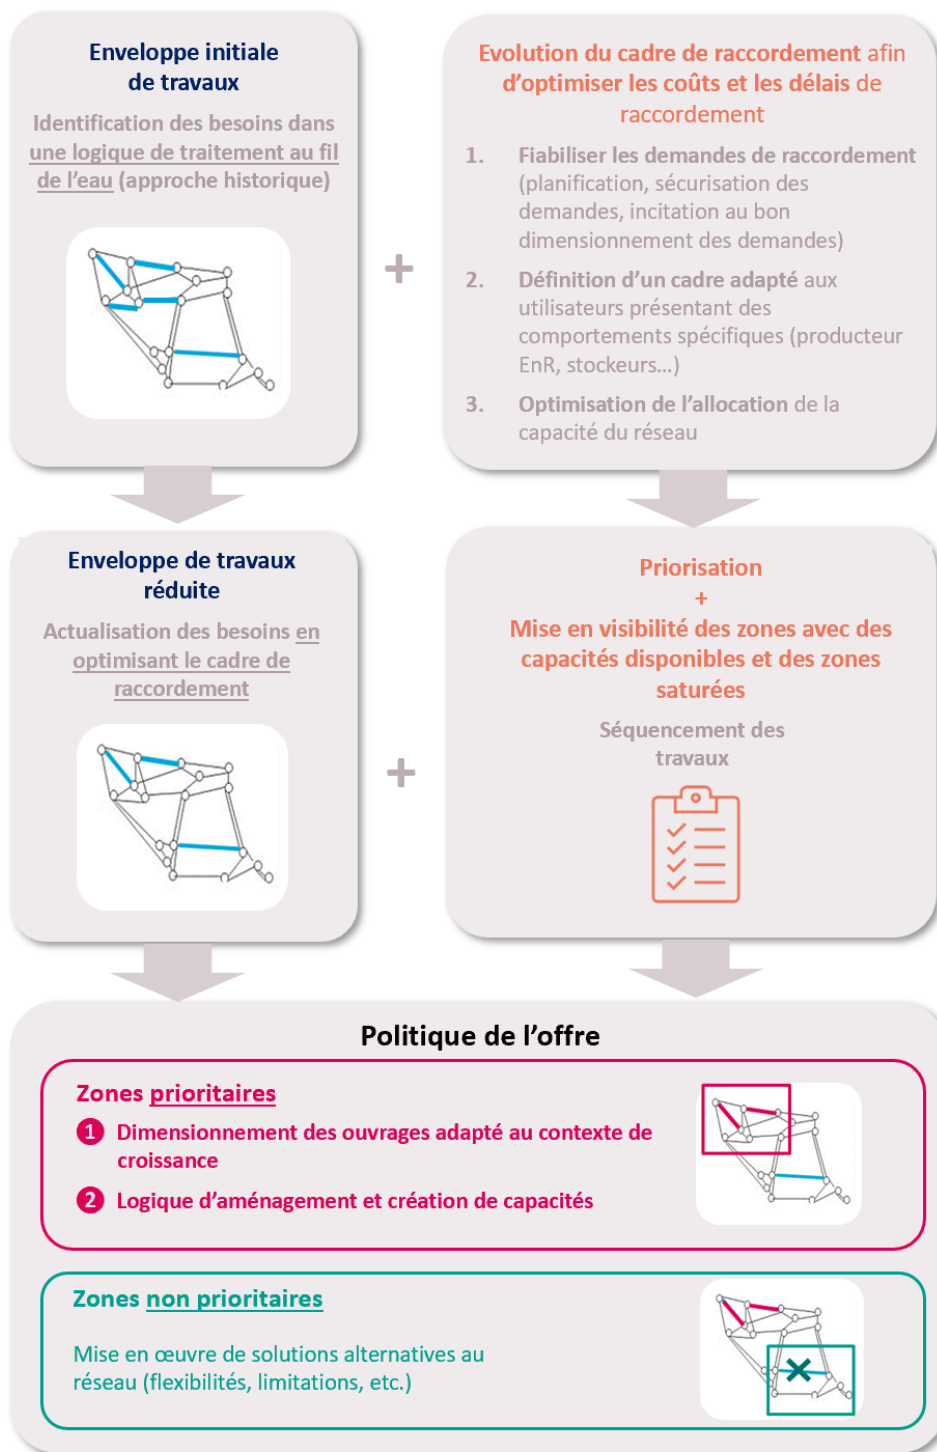 Enveloppe initiale
de travaux
Identification des besoins dans
une logique de traitement au fil
de l’eau (approche historique)
+
Evolution du cadre de raccordement afin
d’optimiser les coûts et les délais de
raccordement
1. Fiabiliser les demandes de raccordement
(planification, sécurisation des
demandes, incitation au bon
dimensionnement des demandes)
2. Définition d’un cadre adapté aux
utilisateurs présentant des
comportements spécifiques (producteur
EnR, stockeurs…)
3. Optimisation de l’allocation de la
capacité du réseau
Enveloppe de travaux
réduite
Actualisation des besoins en
optimisant le cadre de
raccordement
+
Priorisation
+
Mise en visibilité des zones avec des
capacités disponibles et des zones
saturées
Séquencement des
travaux
Politique de l’offre
Zones prioritaires
1 Dimensionnement des ouvrages adapté au contexte de
croissance
2 Logique d’aménagement et création de capacités
Zones non prioritaires
Mise en œuvre de solutions alternatives au
réseau (flexibilités, limitations, etc.)